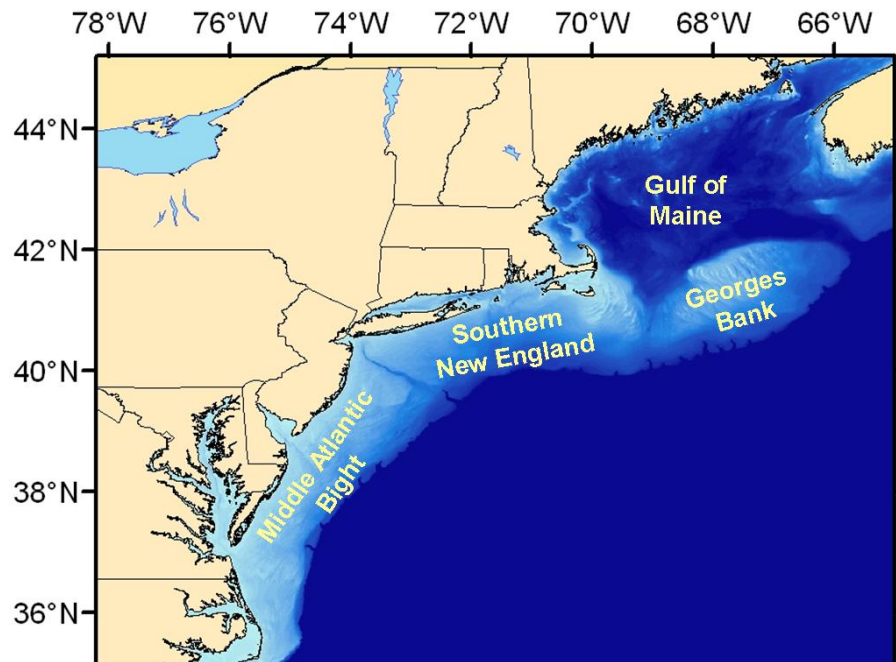 78°W 76°W 74°W 72°W 70°W 68°W 66°W
44°N
Gulf of
Maine
42°N
Georges
Bank
Southern
New England
40°N
Middle Atlantic
Bight
38°N
36°N